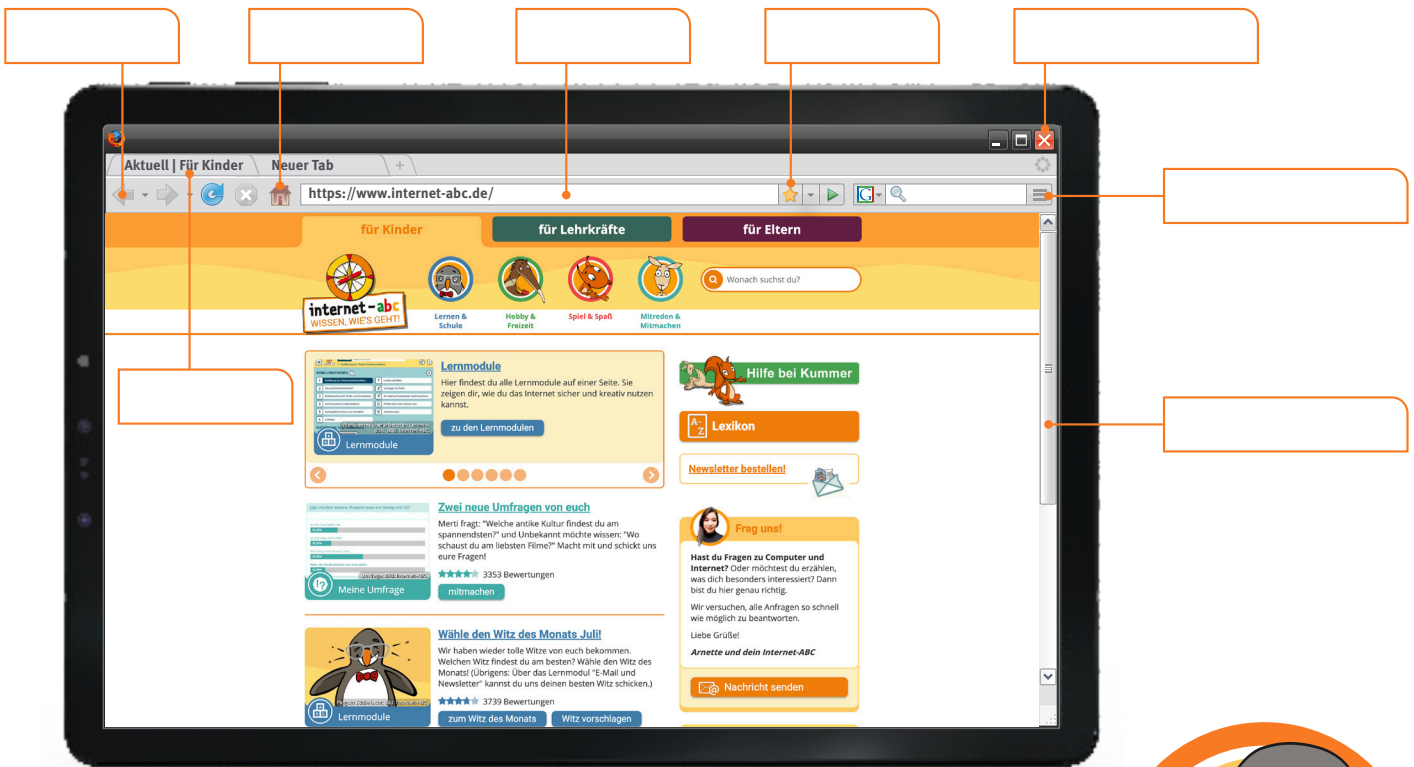 Aktuell | Für Kinder
Neuer Tab
+
https://www.internet-abc.de/
G
für Kinder
für Lehrkräfte
für Eltern
internet-abc
WISSEN, WIE'S GEHT!
Lernen &
Schule
Hobby &
Freizeit
Spiel & Spaß
Mitreden &
Mitmachen
Wonach suchst du?
Lernmodule
Lernmodule
Hier findest du alle Lernmodule auf einer Seite. Sie
zeigen dir, wie du das Internet sicher und kreativ nutzen
kannst.
zu den Lernmodulen
Meine Umfrage
Zwei neue Umfragen von euch
Merti fragt: "Welche antike Kultur findest du am
spannendsten?" und Unbekannt möchte wissen: "Wo
schaust du am liebsten Filme?" Macht mit und schickt uns
eure Fragen!
3353 Bewertungen
mitmachen
Lernmodule
Wähle den Witz des Monats Juli!
Wir haben wieder tolle Witze von euch bekommen.
Welchen Witz findest du am besten? Wähle den Witz des
Monats! (Übrigens: Über das Lernmodul "E-Mail und
Newsletter" kannst du uns deinen besten Witz schicken.)
3739 Bewertungen
zum Witz des Monats
Witz vorschlagen
Hilfe bei Kummer
A-Z
Lexikon
Newsletter bestellen!
Frag uns!
Hast du Fragen zu Computer und
Internet? Oder möchtest du erzählen,
was dich besonders interessiert? Dann
bist du hier genau richtig.
Wir versuchen, alle Anfragen so schnell
wie möglich zu beantworten.
Liebe Grüße!
Arnette und dein Internet-ABC
Nachricht senden